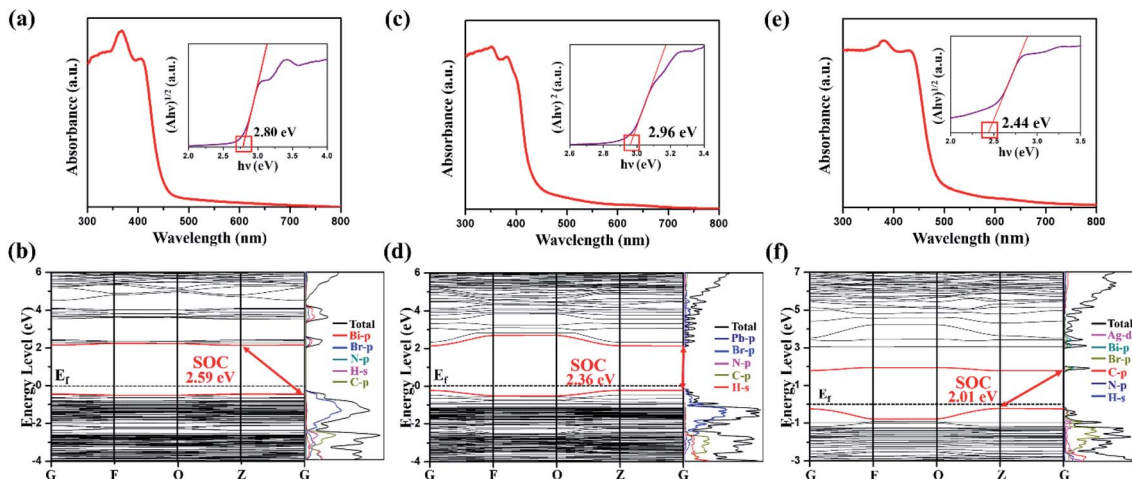 (a)
Absorbance (a.u.)
(Ahν)1/2 (a.u.)
2.80 eV
2.0 2.5 3.0 3.5 4.0
hν (eV)
300 400 500 600 700 800
Wavelength (nm)
(c)
Absorbance (a.u.)
(Ahν) 2 (a.u.)
2.96 eV
2.6 2.8 3.0 3.2 3.4
hν (eV)
300 400 500 600 700 800
Wavelength (nm)
(e)
Absorbance (a.u.)
(Ahν)1/2 (a.u.)
2.44 eV
2.0 2.5 3.0 3.5
hν (eV)
300 400 500 600 700 800
Wavelength (nm)
(b)
Energy Level (eV)
6
4
2
0
-2
-4
Ef
SOC
2.59 eV
G F Q Z G
Total
Bi-p
Br-p
N-p
H-s
C-p
(d)
Energy Level (eV)
6
4
2
0
-2
-4
Ef
SOC
2.36 eV
G F Q Z G
Total
Pb-p
Br-p
N-p
C-p
H-s
(f)
Energy Level (eV)
7
5
3
1
-1
-3
Ef
SOC
2.01 eV
G F Q Z G
Total
Ag-d
Bi-p
Br-p
C-p
N-p
H-s